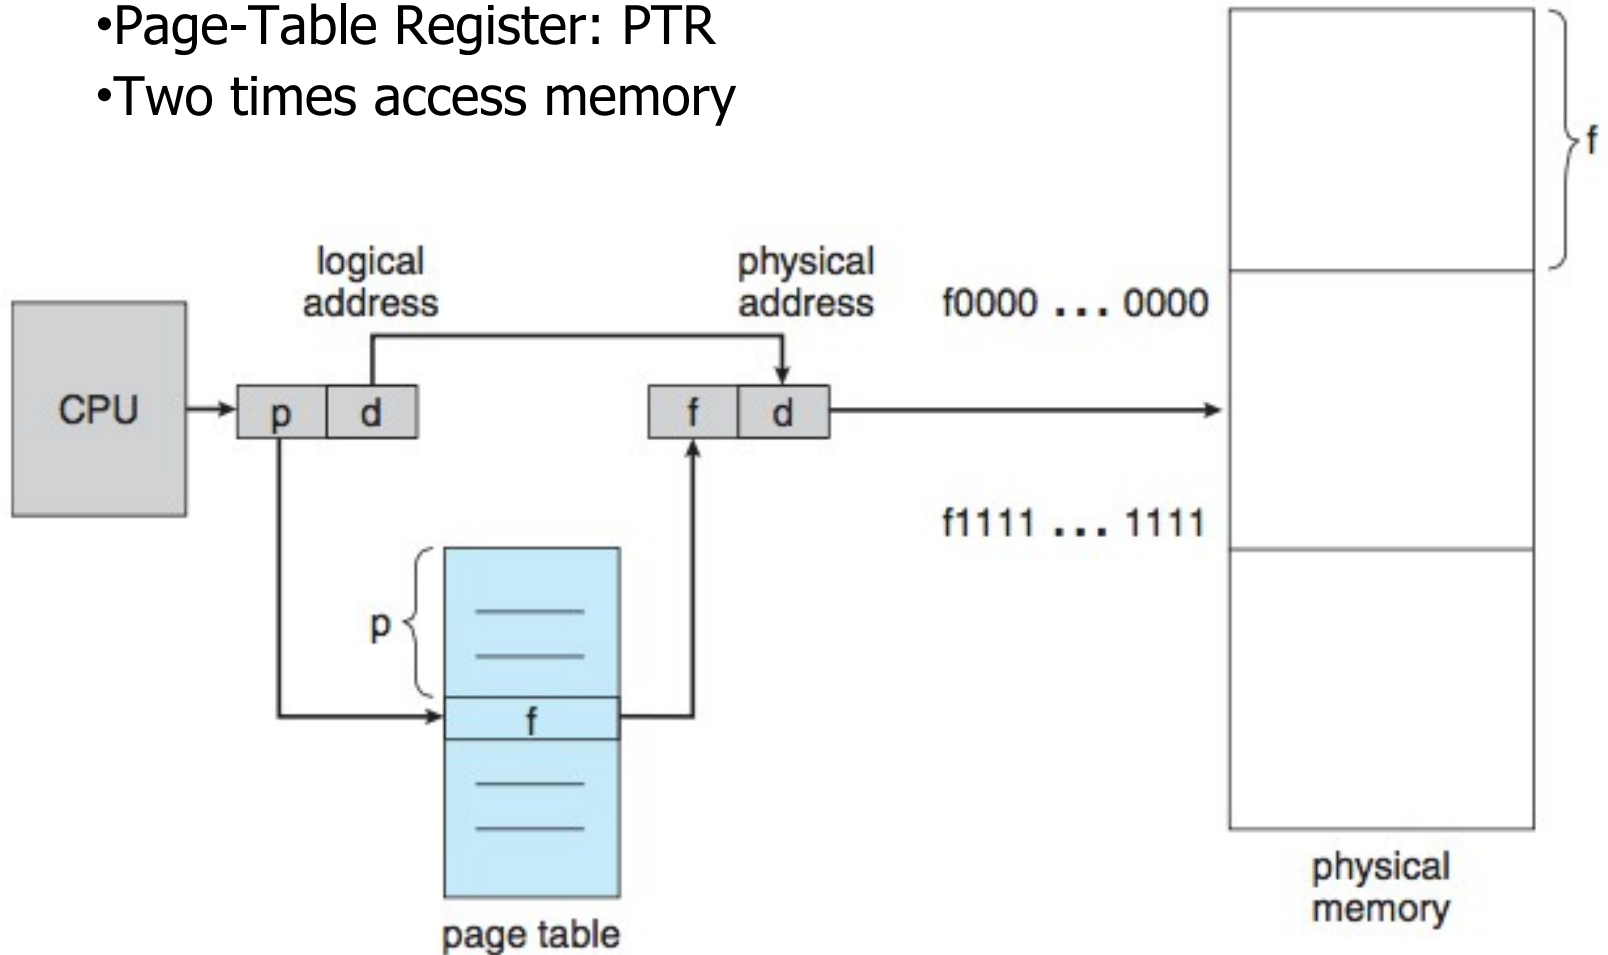 •Page-Table Register: PTR
•Two times access memory
f
logical
address
physical
address
f0000 ... 0000
CPU
p
d
f
d
f1111 ... 1111
p
f
physical
memory
page table